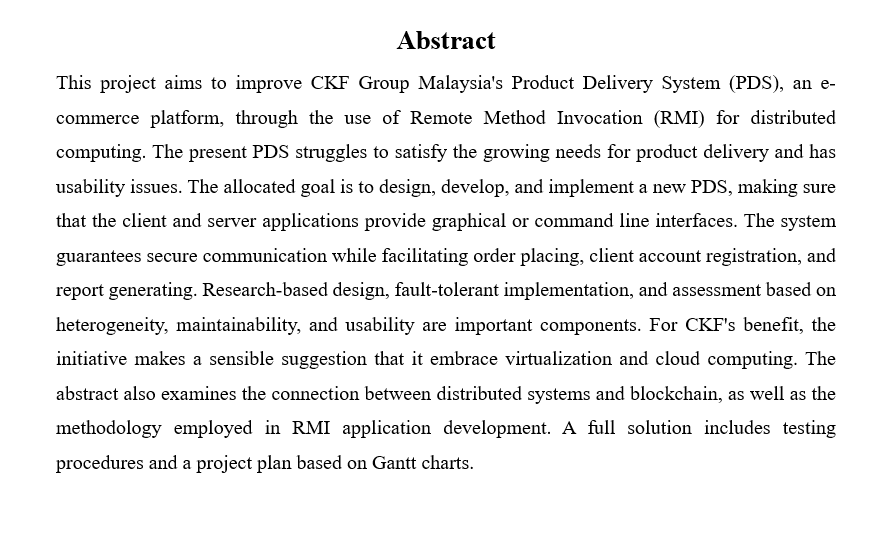 Abstract
This project aims to improve CKF Group Malaysia's Product Delivery System (PDS), an e-
commerce platform, through the use of Remote Method Invocation (RMI) for distributed
computing. The present PDS struggles to satisfy the growing needs for product delivery and has
usability issues. The allocated goal is to design, develop, and implement a new PDS, making sure
that the client and server applications provide graphical or command line interfaces. The system
guarantees secure communication while facilitating order placing, client account registration, and
report generating. Research-based design, fault-tolerant implementation, and assessment based on
heterogeneity, maintainability, and usability are important components. For CKF's benefit, the
initiative makes a sensible suggestion that it embrace virtualization and cloud computing. The
abstract also examines the connection between distributed systems and blockchain, as well as the
methodology employed in RMI application development. A full solution includes testing
procedures and a project plan based on Gantt charts.